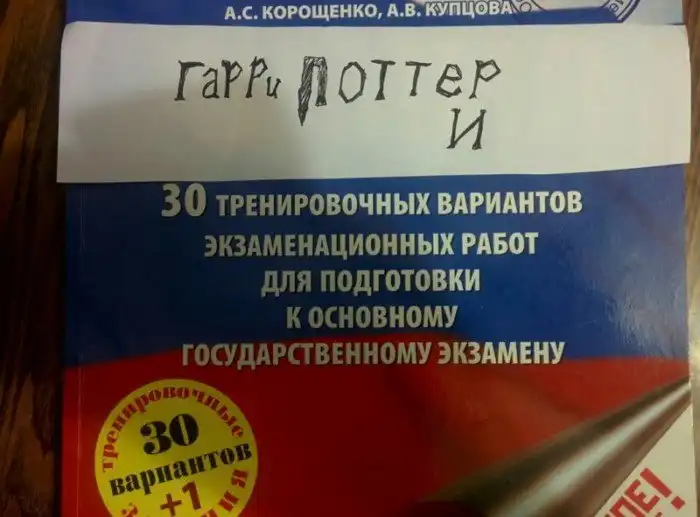 А.С. КОРОЩЕНКО, А.В. КУПЦОВА
Гарри ПОТТЕР
И
30 ТРЕНИРОВОЧНЫХ ВАРИАНТОВ
ЭКЗАМЕНАЦИОННЫХ РАБОТ
ДЛЯ ПОДГОТОВКИ
К ОСНОВНОМУ
ГОСУДАРСТВЕННОМУ ЭКЗАМЕНУ
тренировочные
30
вариантов
+1